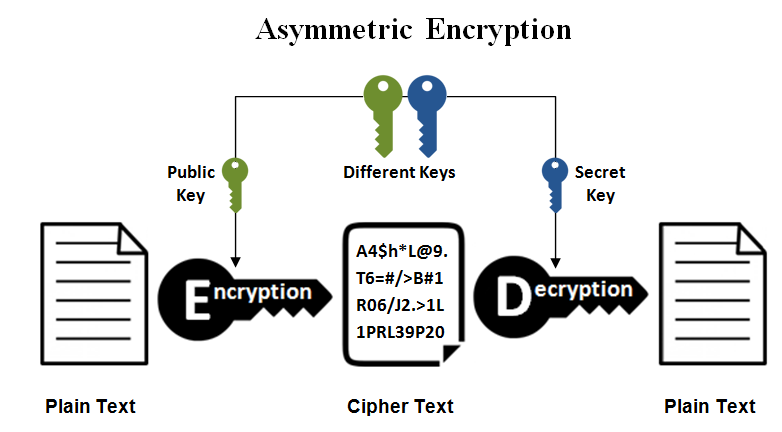 Asymmetric Encryption
Public
Key
Different Keys
Secret
Key
Encryption
A4$h*L@9.
T6=#/>B#1
R06/J2.>1L
1PRL39P20
Decryption
Plain Text
Cipher Text
Plain Text